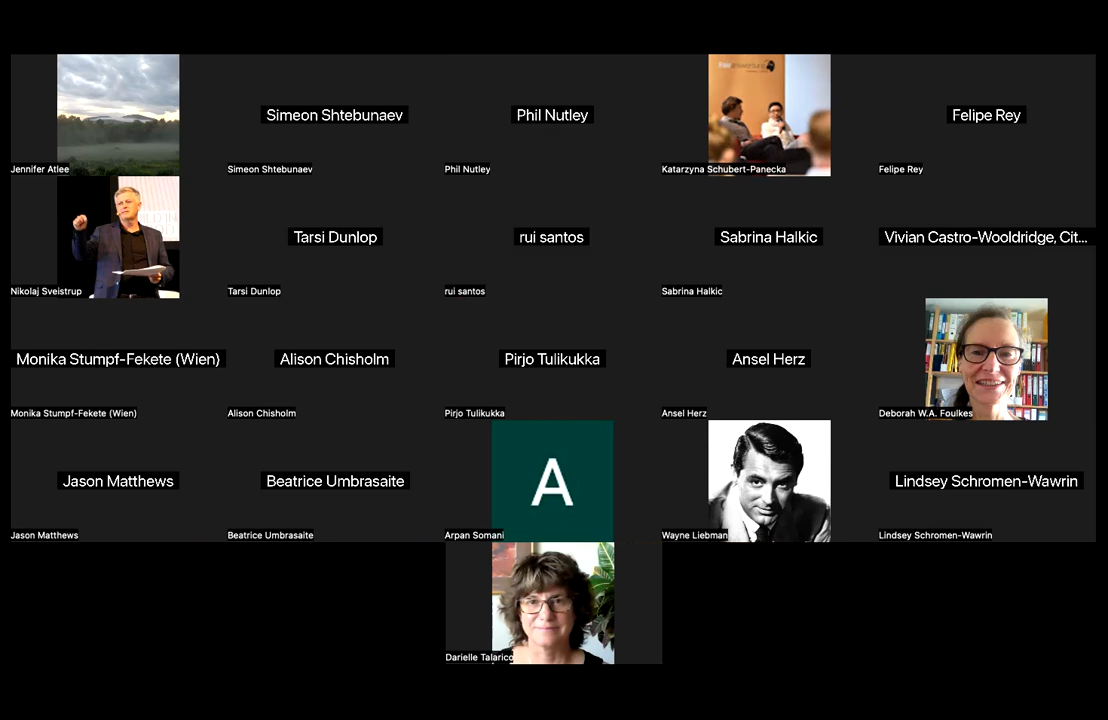 Jennifer Atlee
Simeon Shtebunaev
Simeon Shtebunaev
Phil Nutley
Phil Nutley
Katarzyna Schubert-Panecka
Felipe Rey
Felipe Rey
Nikolaj Sveistrup
Tarsi Dunlop
Tarsi Dunlop
rui santos
rui santos
Sabrina Halkic
Sabrina Halkic
Vivian Castro-Wooldridge, Cit...
Monika Stumpf-Fekete (Wien)
Monika Stumpf-Fekete (Wien)
Alison Chisholm
Alison Chisholm
Pirjo Tulikukka
Pirjo Tulikukka
Ansel Herz
Ansel Herz
Deborah W.A. Foulkes
Jason Matthews
Jason Matthews
Beatrice Umbrasaite
Beatrice Umbrasaite
A
Arpan Somani
Wayne Liebman
Lindsey Schromen-Wawrin
Lindsey Schromen-Wawrin
Darielle Talarico